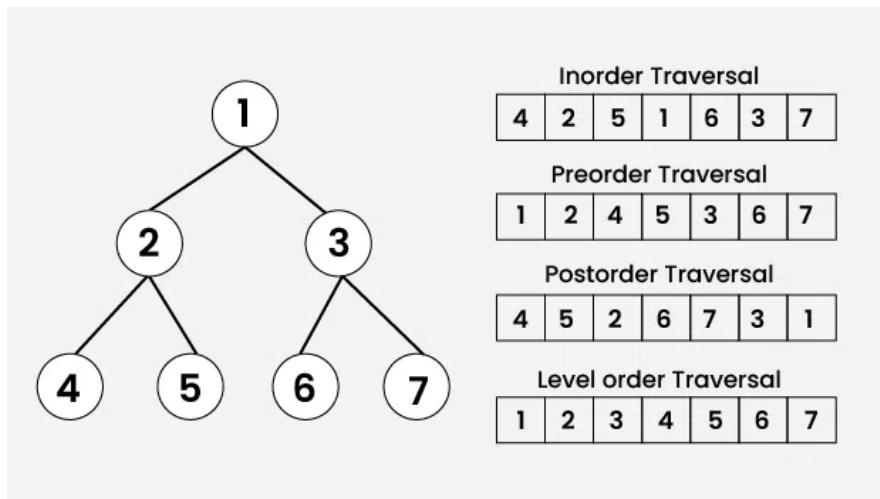 1
2 3
4 5 6 7
Inorder Traversal
4 2 5 1 6 3 7
Preorder Traversal
1 2 4 5 3 6 7
Postorder Traversal
4 5 2 6 7 3 1
Level order Traversal
1 2 3 4 5 6 7